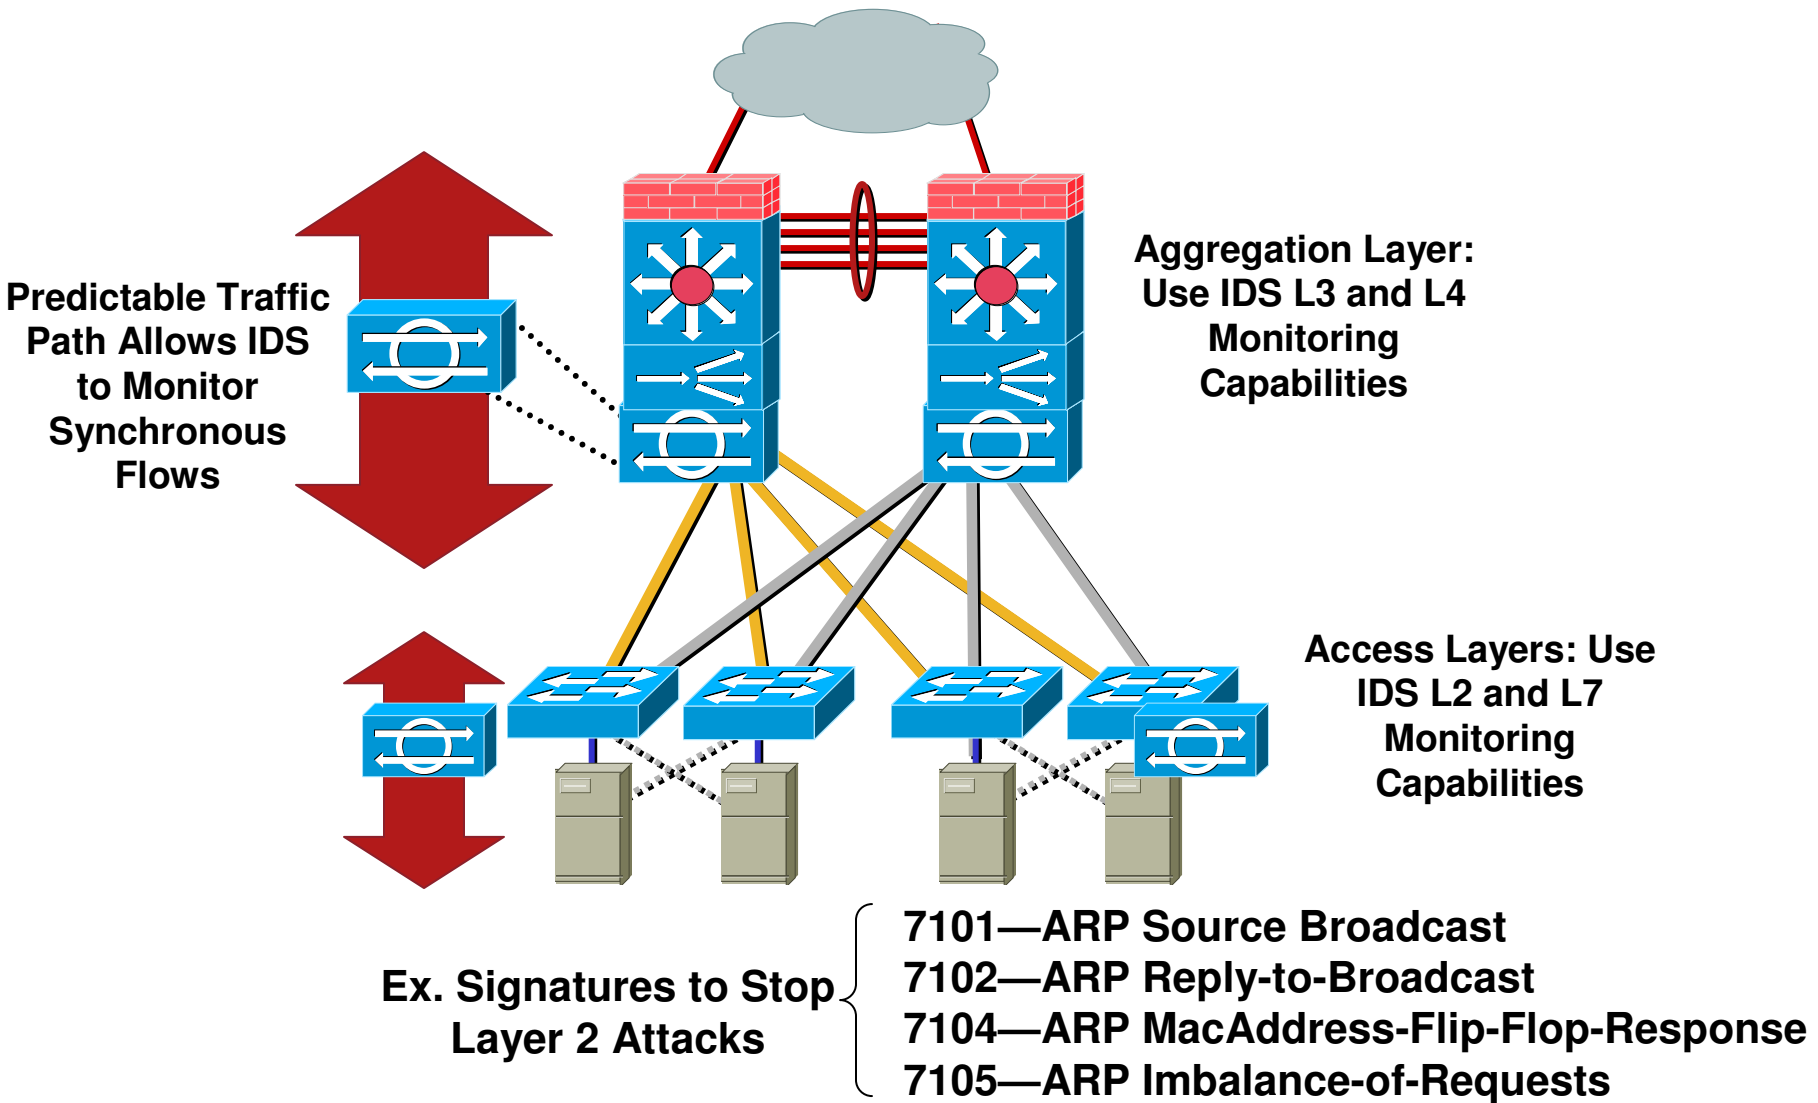 Predictable Traffic
Path Allows IDS
to Monitor
Synchronous
Flows
Aggregation Layer:
Use IDS L3 and L4
Monitoring
Capabilities
Access Layers: Use
IDS L2 and L7
Monitoring
Capabilities
Ex. Signatures to Stop
Layer 2 Attacks
7101—ARP Source Broadcast
7102—ARP Reply-to-Broadcast
7104—ARP MacAddress-Flip-Flop-Response
7105—ARP Imbalance-of-Requests